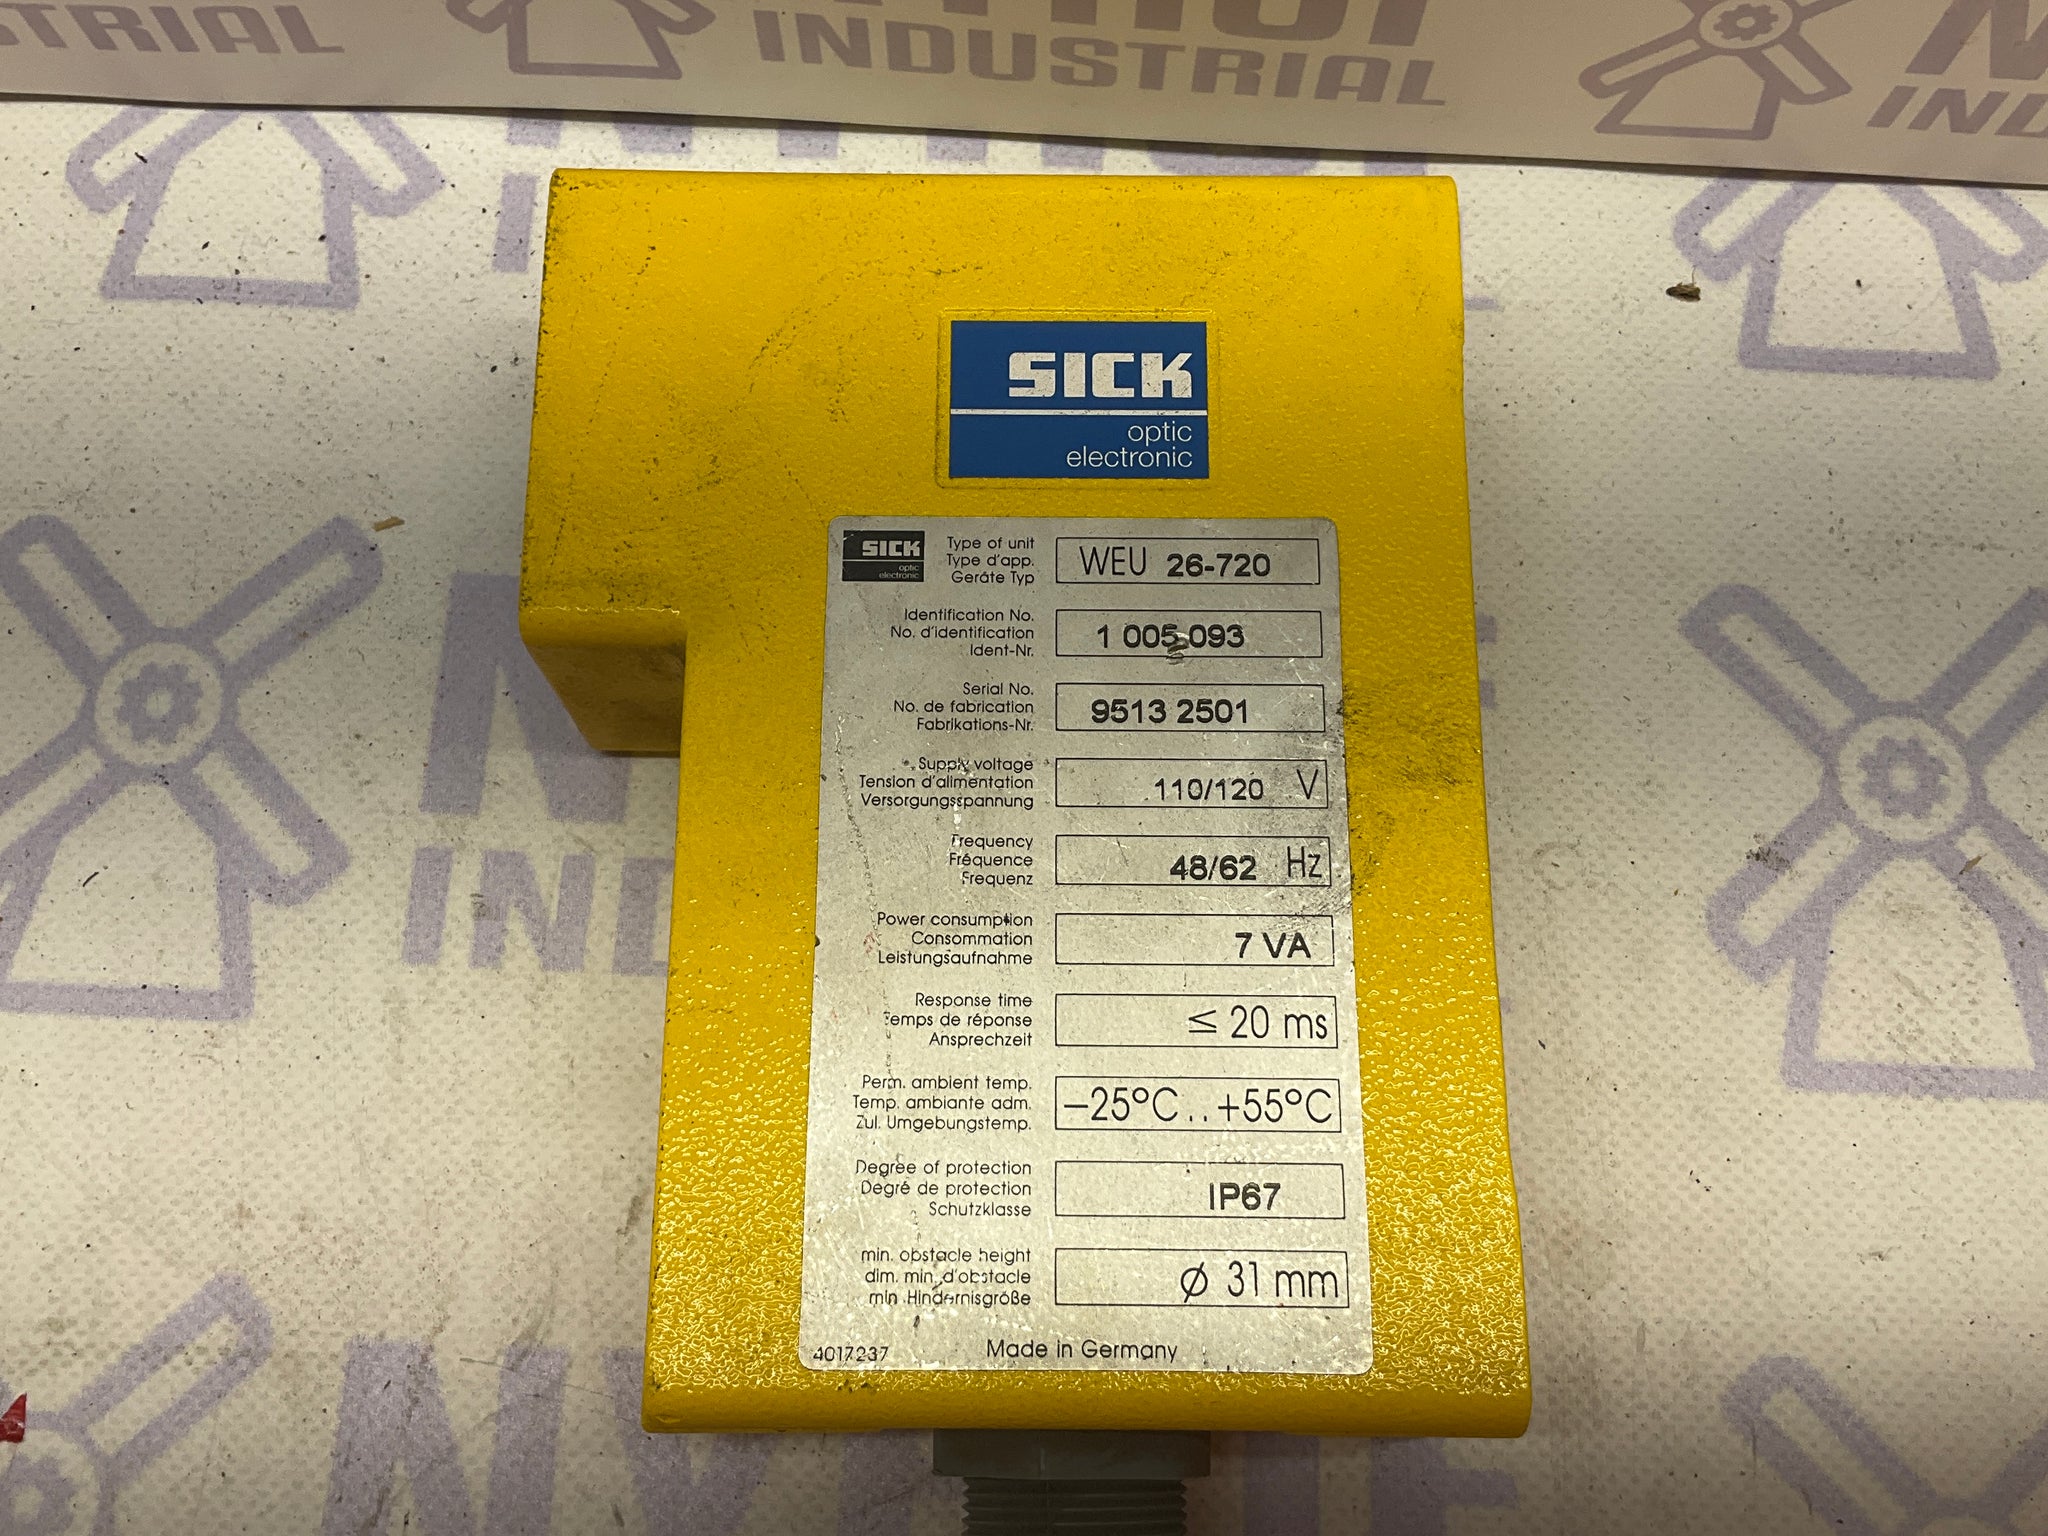 TRIAL
INDUSTRIAL
INDU
SICK
optic
electronic
SICK
optic
electronic
Type of unit
Type d'app.
Geräte Typ
WEU 26-720
Identification No.
No. d'identification
Ident-Nr.
1 005 093
Serial No.
No. de fabrication
Fabrikations-Nr.
9513 2501
Supply voltage
Tension d'alimentation
Versorgungsspannung
110/120 V
Frequency
Fréquence
Frequenz
48/62 Hz
Power consumption
Consommation
Leistungsaufnahme
7 VA
Response time
Temps de réponse
Ansprechzeit
≤ 20 ms
Perm. ambient temp.
Temp. ambiante adm.
Zul. Umgebungstemp.
−25°C .. +55°C
Degree of protection
Degré de protection
Schutzklasse
IP67
min. obstacle height
dim. min. d'obstacle
min. Hindernisgröße
ø 31 mm
4017237
Made in Germany